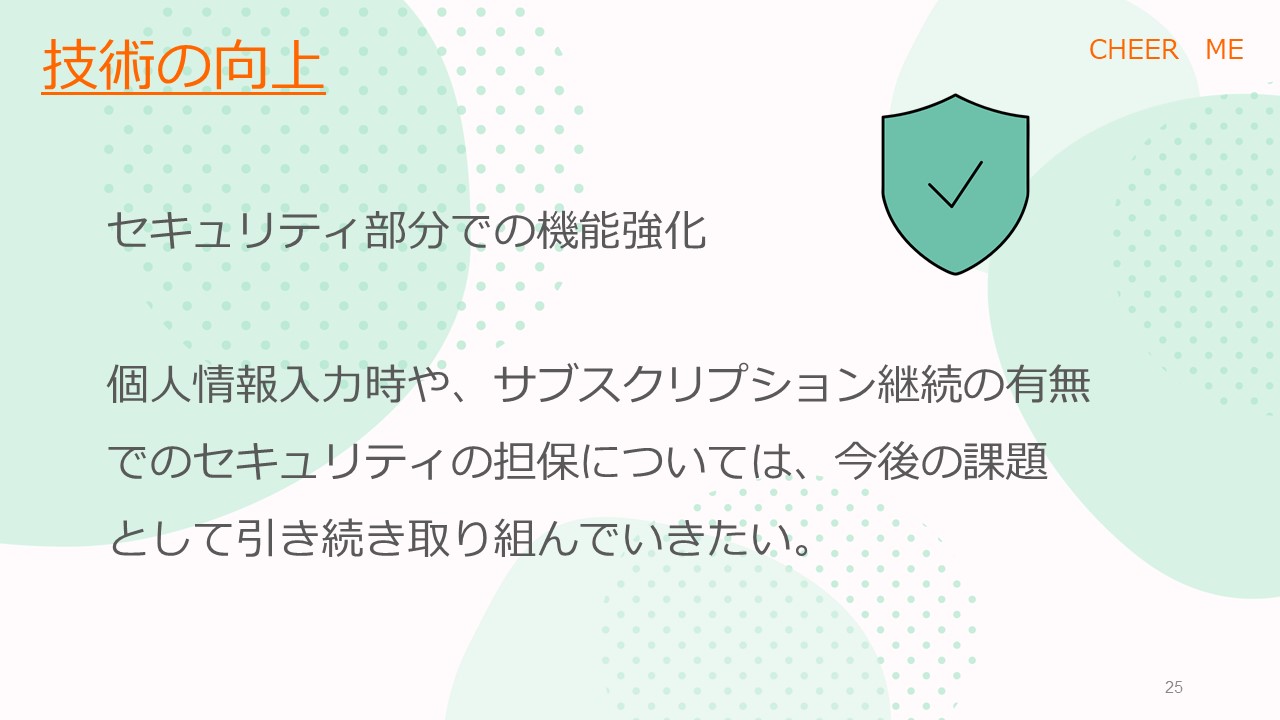 技術の向上
CHEER　ME
セキュリティ部分での機能強化
個人情報入力時や、サブスクリプション継続の有無
でのセキュリティの担保については、今後の課題
として引き続き取り組んでいきたい。
25